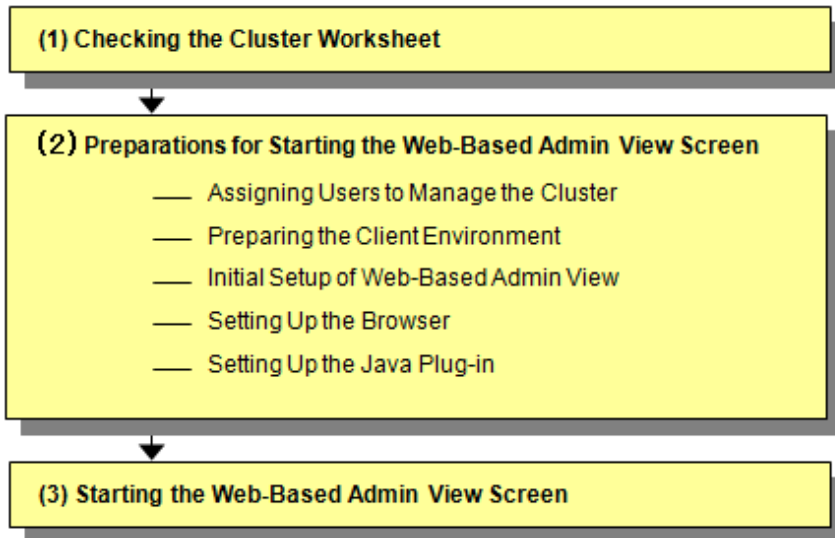 (1) Checking the Cluster Worksheet
(2) Preparations for Starting the Web-Based Admin View Screen
Assigning Users to Manage the Cluster
Preparing the Client Environment
Initial Setup of Web-Based Admin View
Setting Up the Browser
Setting Up the Java Plug-in
(3) Starting the Web-Based Admin View Screen